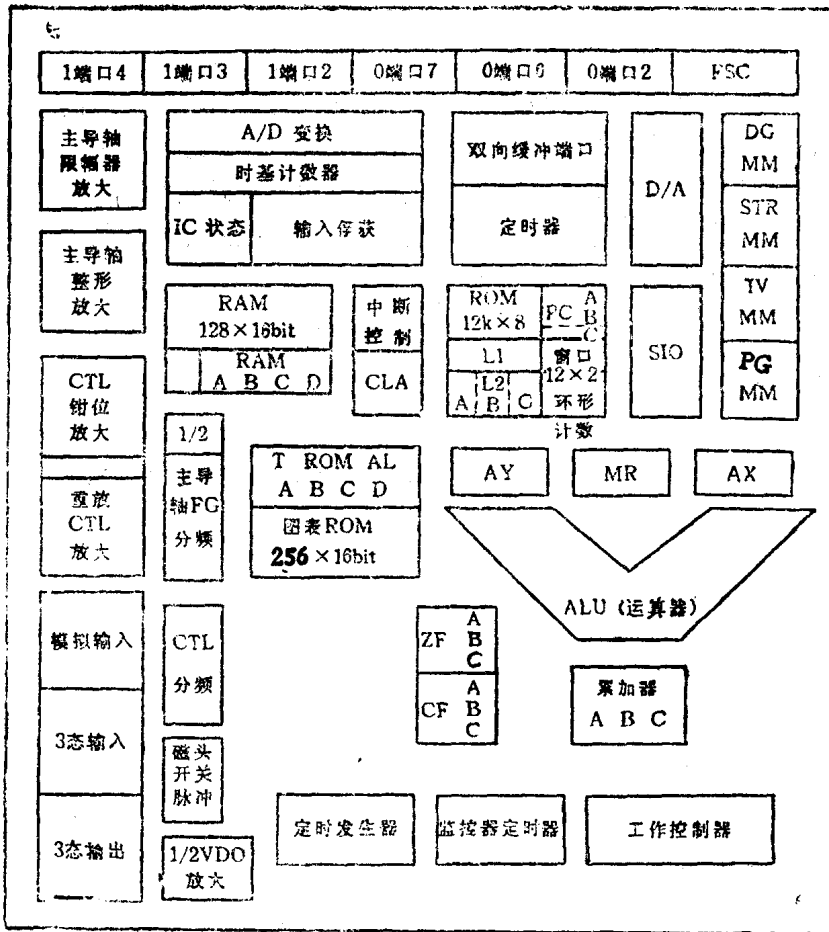 1端口4 1端口3 1端口2 0端口7 0端口6 0端口2 FSC
主导轴
限幅器
放大
A/D 变换
时基计数器
IC 状态 输入俘获
双向缓冲端口
定时器
D/A
DG
MM
STR
MM
TV
MM
PG
MM
主导轴
整形
放大
RAM
128×16bit
RAM
A B C D
中断
控制
CLA
ROM
12k×8
L1
L2
A B C
PC A
B
C
窗口
12×2
环形
计数
SIO
CTL
钳位
放大
重放
CTL
放大
1/2
主导
轴FG
分频
T ROM AL
A B C D
图表ROM
256×16bit
AY MR AX
ALU (运算器)
模拟输入
3态输入
3态输出
CTL
分频
磁头
开关
脉冲
1/2VDO
放大
ZF A
B
C
CF A
B
C
累加器
A B C
定时发生器 监控器定时器 工作控制器